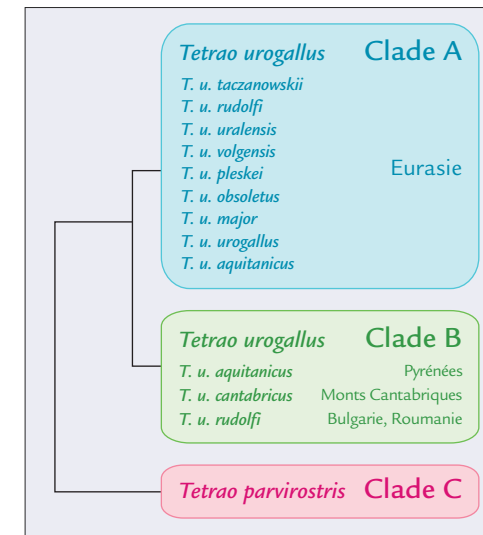 Tetrao urogallus Clade A
T. u. taczanowskii
T. u. rudolfi
T. u. uralensis
T. u. volgensis
T. u. pleskei Eurasie
T. u. obsoletus
T. u. major
T. u. urogallus
T. u. aquitanicus
Tetrao urogallus Clade B
T. u. aquitanicus Pyrénées
T. u. cantabricus Monts Cantabriques
T. u. rudolfi Bulgarie, Roumanie
Tetrao parvirostris Clade C